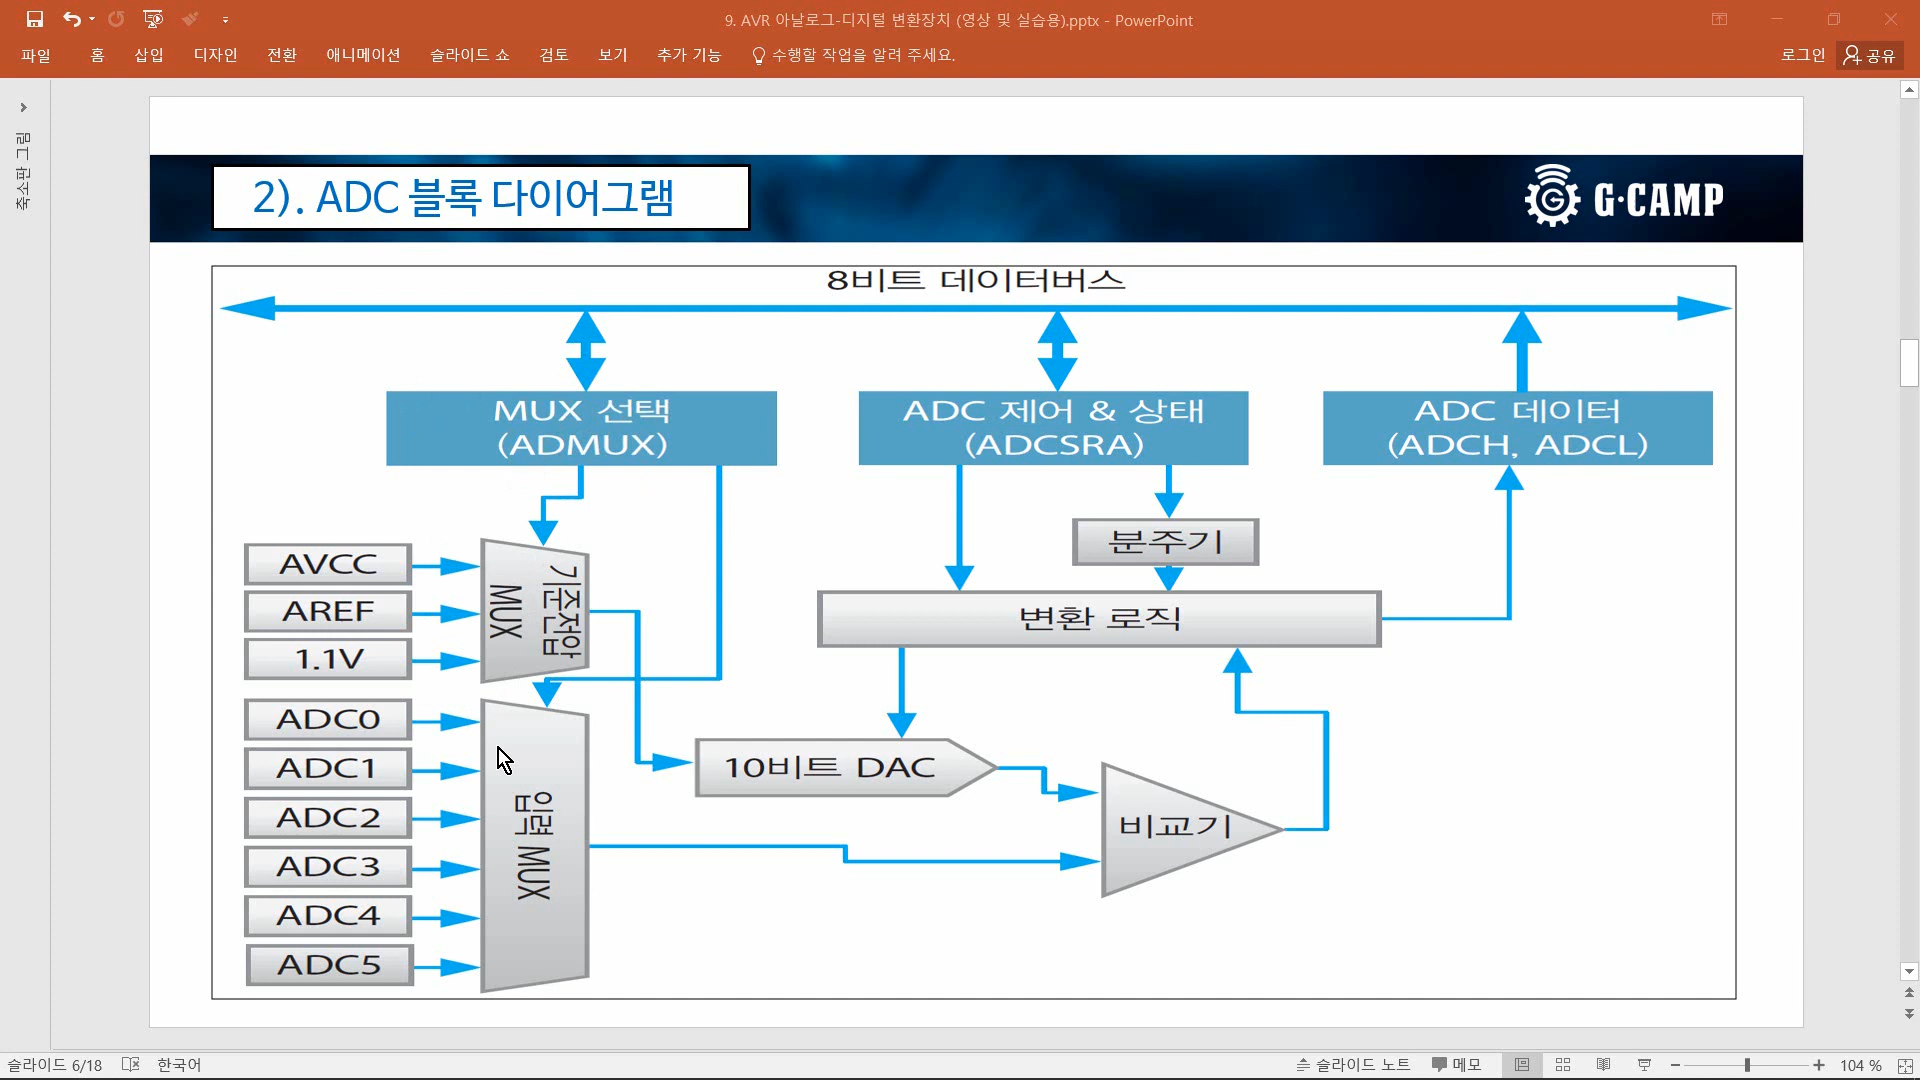 9. AVR 아날로그-디지털 변환장치 (영상 및 실습용).pptx - PowerPoint
파일 홈 삽입 디자인 전환 애니메이션 슬라이드 쇼 검토 보기 추가 기능 수행할 작업을 알려 주세요. 로그인 공유
축소판 그림
2). ADC 블록 다이어그램
G·CAMP
8비트 데이터버스
MUX 선택
(ADMUX)
ADC 제어 & 상태
(ADCSRA)
ADC 데이터
(ADCH, ADCL)
분주기
AVCC
AREF
1.1V
기준전압
MUX
변환 로직
ADC0
ADC1
ADC2
ADC3
ADC4
ADC5
입력 MUX
10비트 DAC
비교기
슬라이드 6/18 한국어 슬라이드 노트 메모 104 %